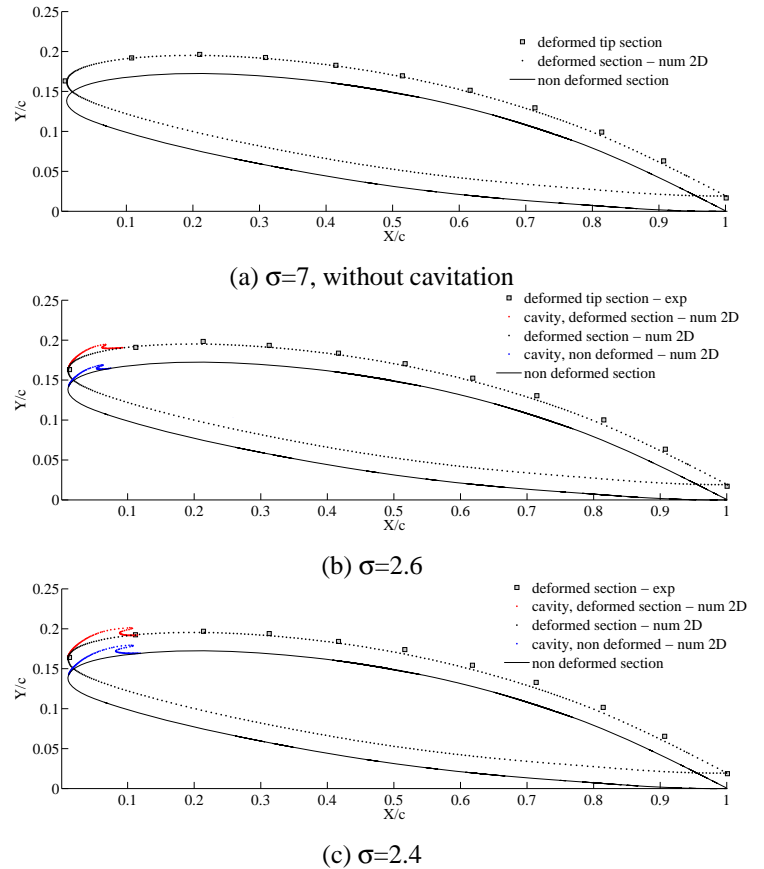 0.25
0.2
0.15
0.1
0.05
0
Y/c
0.1 0.2 0.3 0.4 0.5 0.6 0.7 0.8 0.9 1
X/c
deformed tip section
deformed section – num 2D
non deformed section
(a) σ=7, without cavitation
0.25
0.2
0.15
0.1
0.05
0
Y/c
0.1 0.2 0.3 0.4 0.5 0.6 0.7 0.8 0.9 1
X/c
deformed tip section – exp
cavity, deformed section – num 2D
deformed section – num 2D
cavity, non deformed – num 2D
non deformed section
(b) σ=2.6
0.25
0.2
0.15
0.1
0.05
0
Y/c
0.1 0.2 0.3 0.4 0.5 0.6 0.7 0.8 0.9 1
X/c
deformed section – exp
cavity, deformed section – num 2D
deformed section – num 2D
cavity, non deformed – num 2D
non deformed section
(c) σ=2.4